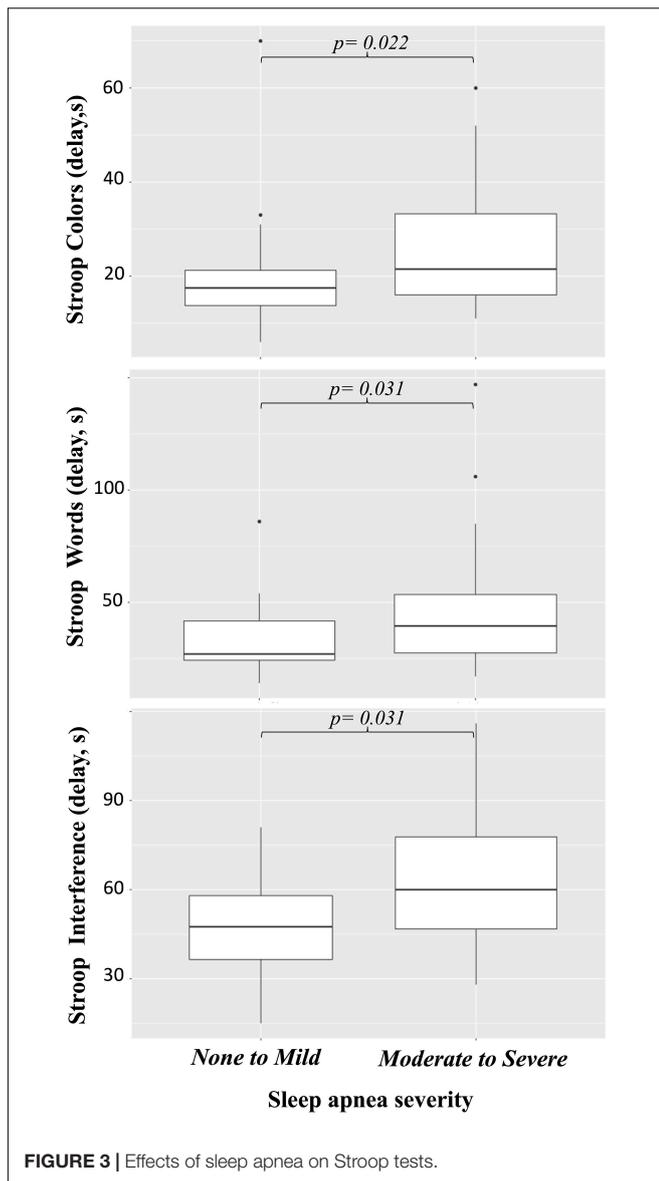 p= 0.022
Stroop Colors (delay,s)
60
40
20
p= 0.031
Stroop Words (delay, s)
100
50
p= 0.031
Stroop Interference (delay, s)
90
60
30
None to Mild Moderate to Severe
Sleep apnea severity
FIGURE 3 | Effects of sleep apnea on Stroop tests.